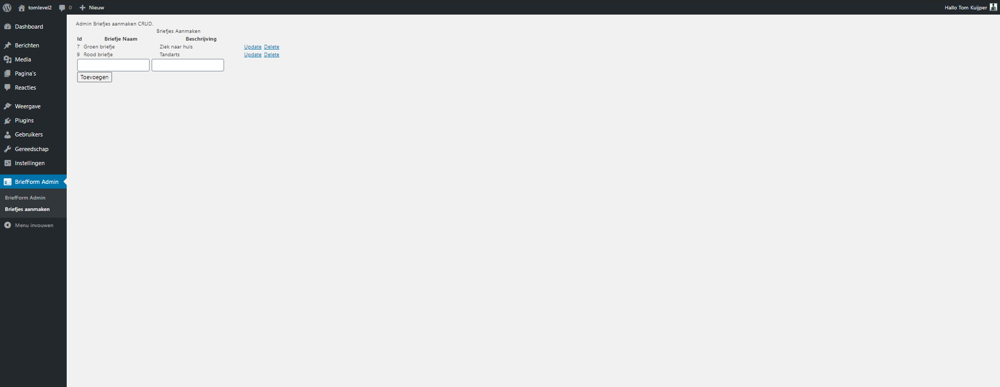 tomlevel2 0 Nieuw Hallo Tom Kuijper
Dashboard
Berichten
Media
Pagina's
Reacties
Weergave
Plugins
Gebruikers
Gereedschap
Instellingen
BriefForm Admin
BriefForm Admin
Briefjes aanmaken
Menu invouwen
Admin Briefjes aanmaken CRUD.
Briefjes Aanmaken
Id Briefje Naam Beschrijving
7 Groen briefje Ziek naar huis Update Delete
9 Rood briefje Tandarts Update Delete
Toevoegen